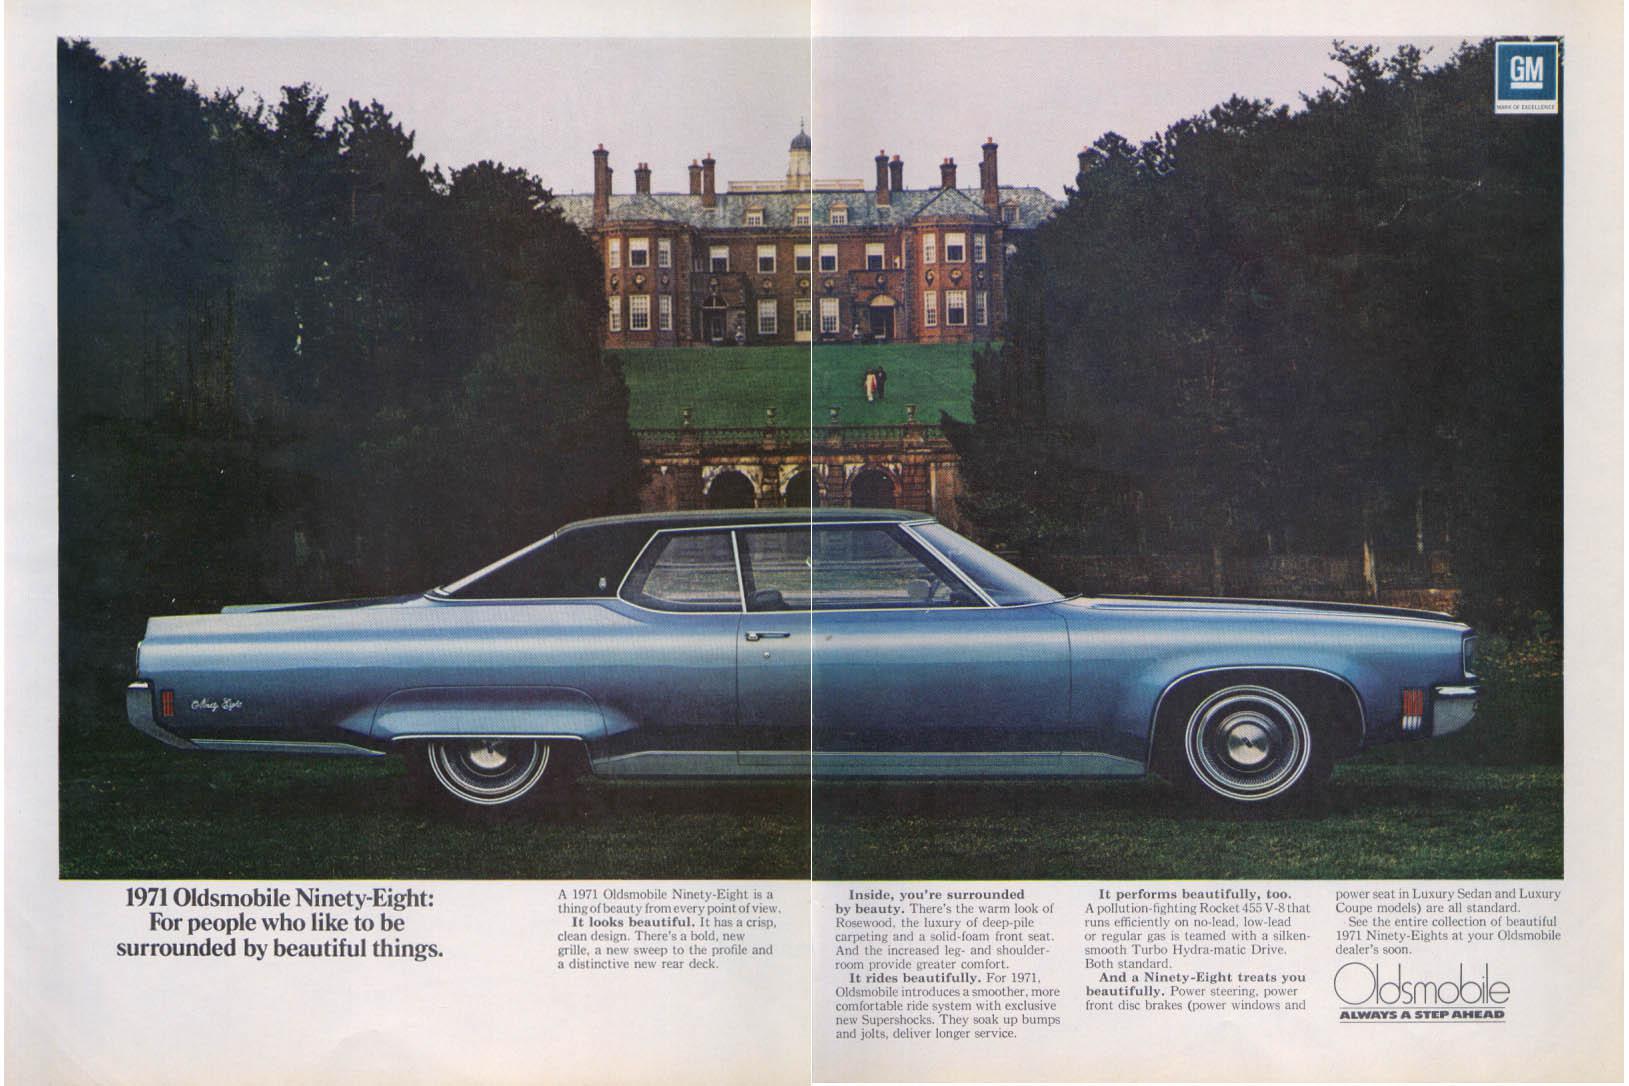 GM
MARK OF EXCELLENCE
Ninety-Eight
1971 Oldsmobile Ninety-Eight:
For people who like to be
surrounded by beautiful things.
A 1971 Oldsmobile Ninety-Eight is a
thing of beauty from every point of view.
It looks beautiful. It has a crisp,
clean design. There's a bold, new
grille, a new sweep to the profile and
a distinctive new rear deck.
Inside, you're surrounded
by beauty. There's the warm look of
Rosewood, the luxury of deep-pile
carpeting and a solid-foam front seat.
And the increased leg- and shoulder-
room provide greater comfort.
It rides beautifully. For 1971,
Oldsmobile introduces a smoother, more
comfortable ride system with exclusive
new Supershocks. They soak up bumps
and jolts, deliver longer service.
It performs beautifully, too.
A pollution-fighting Rocket 455 V-8 that
runs efficiently on no-lead, low-lead
or regular gas is teamed with a silken-
smooth Turbo Hydra-matic Drive.
Both standard.
And a Ninety-Eight treats you
beautifully. Power steering, power
front disc brakes (power windows and
power seat in Luxury Sedan and Luxury
Coupe models) are all standard.
See the entire collection of beautiful
1971 Ninety-Eights at your Oldsmobile
dealer's soon.
Oldsmobile
ALWAYS A STEP AHEAD